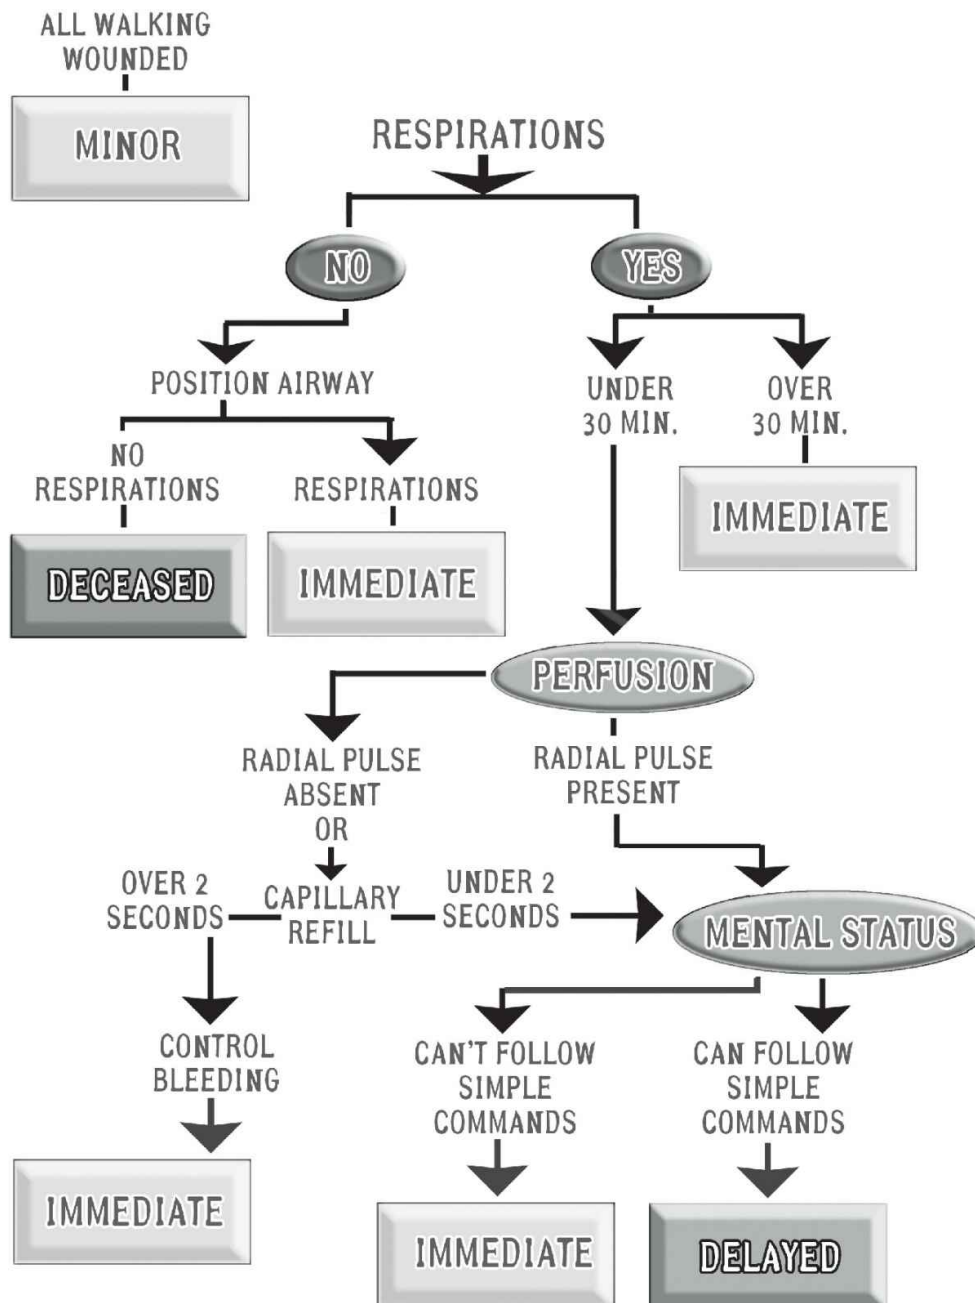 ALL WALKING
WOUNDED
MINOR
RESPIRATIONS
NO
YES
POSITION AIRWAY
UNDER
30 MIN.
OVER
30 MIN.
NO
RESPIRATIONS
RESPIRATIONS
IMMEDIATE
DECEASED
IMMEDIATE
PERFUSION
RADIAL PULSE
ABSENT
OR
RADIAL PULSE
PRESENT
OVER 2
SECONDS
CAPILLARY
REFILL
UNDER 2
SECONDS
MENTAL STATUS
CONTROL
BLEEDING
CAN'T FOLLOW
SIMPLE
COMMANDS
CAN FOLLOW
SIMPLE
COMMANDS
IMMEDIATE
IMMEDIATE
DELAYED